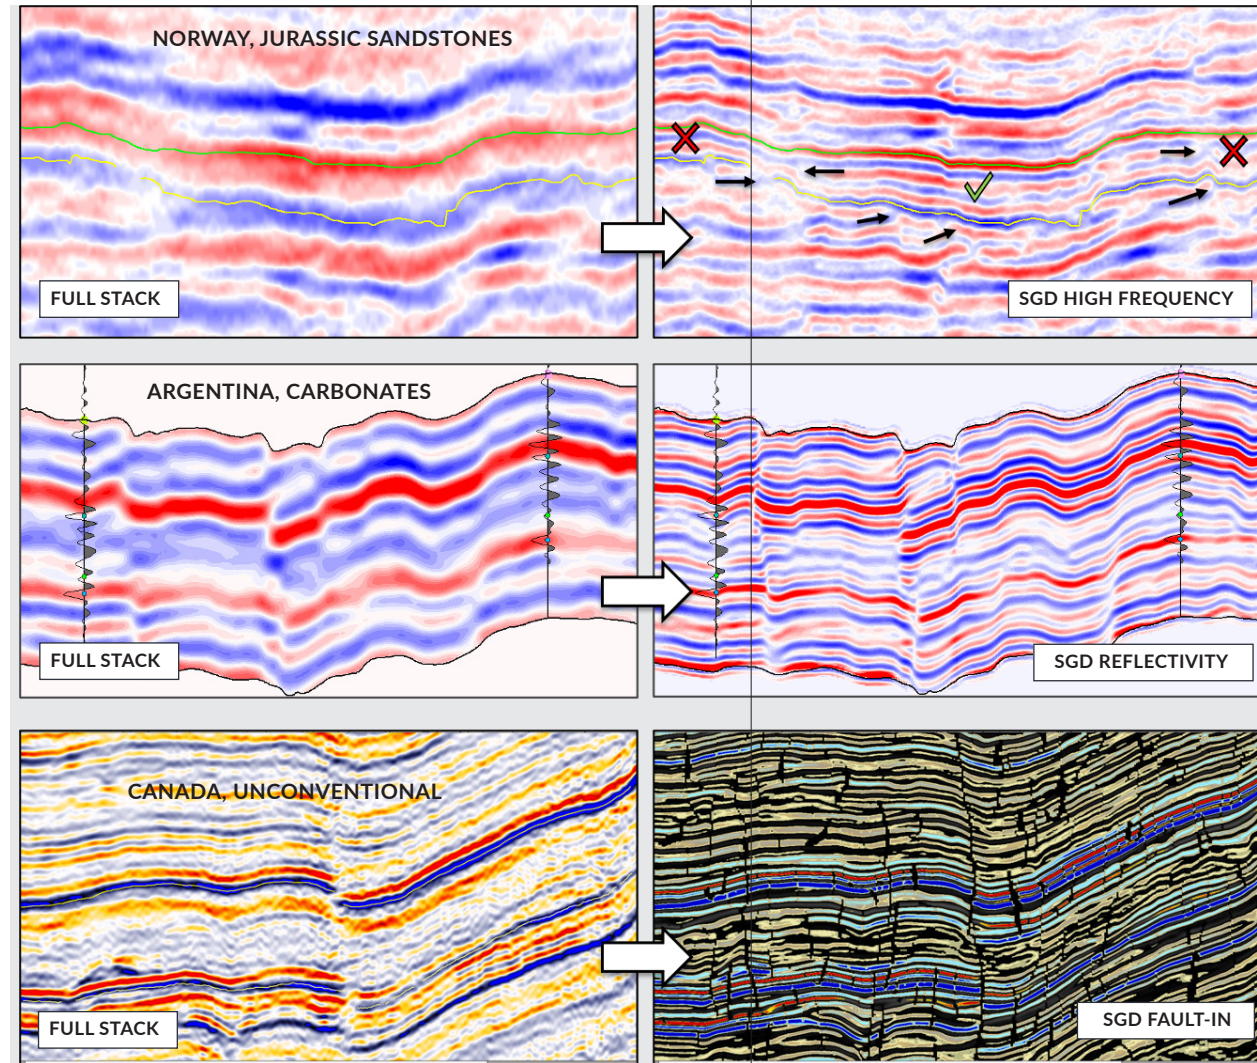 NORWAY, JURASSIC SANDSTONES
FULL STACK
SGD HIGH FREQUENCY
ARGENTINA, CARBONATES
FULL STACK
SGD REFLECTIVITY
CANADA, UNCONVENTIONAL
FULL STACK
SGD FAULT-IN